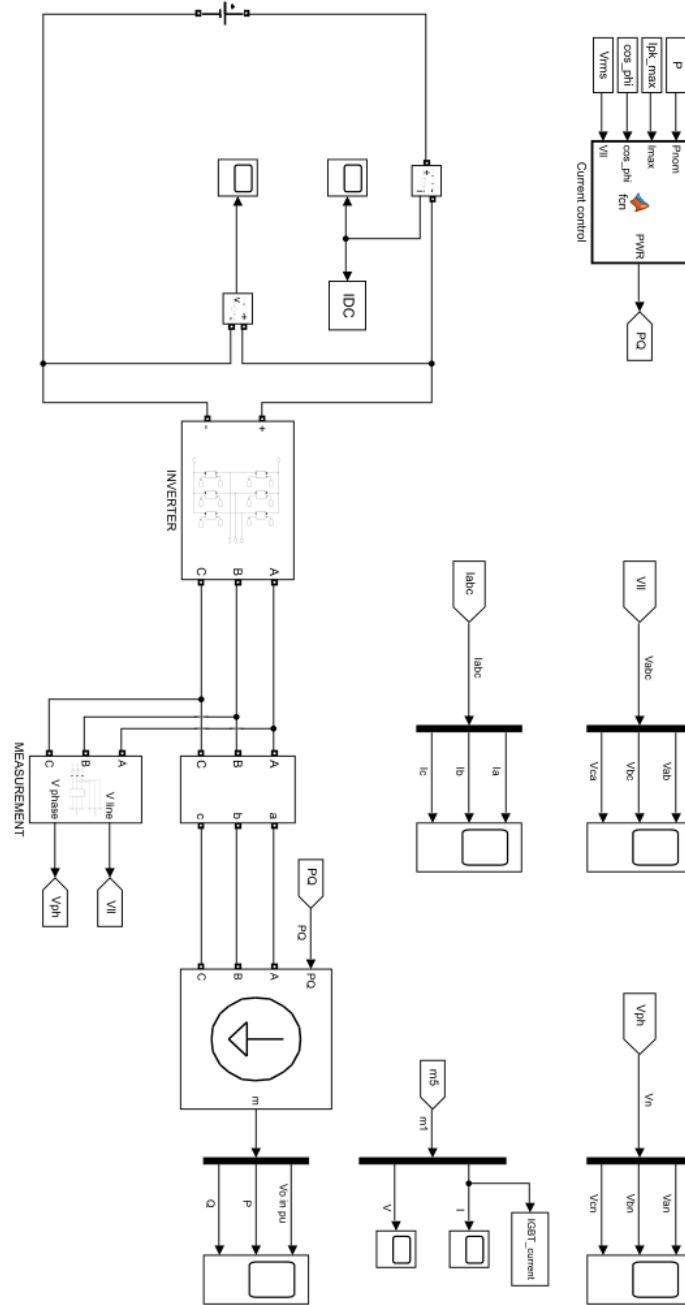 P
Pnom
Ipk_max
Imax
cos_phi
cos_phi
Vrms
Vll
fcn
PWR
PQ
Current control
Vll
Vabc
Vab
Vbc
Vca
Vph
Vn
Van
Vbn
Vcn
Iabc
Iabc
Ia
Ib
Ic
m5
m1
I
V
IGBT_current
IDC
+
-
i
+
-
v
+
-
A
B
C
INVERTER
A
B
C
a
b
c
PQ
PQ
PQ
A
B
C
m
Vo in pu
P
Q
A
B
C
V line
V phase
MEASUREMENT
Vll
Vph